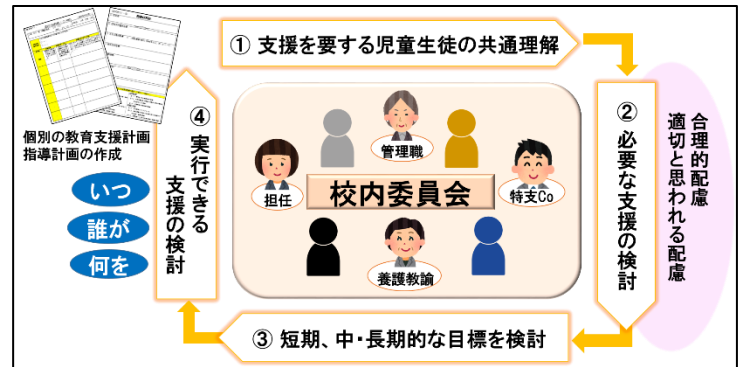 ① 支援を要する児童生徒の共通理解
② 必要な支援の検討
合理的配慮
適切と思われる配慮
③ 短期、中・長期的な目標を検討
④ 実行できる
支援の検討
個別の教育支援計画
指導計画の作成
いつ
誰が
何を
管理職
担任
校内委員会
特支Co
養護教諭